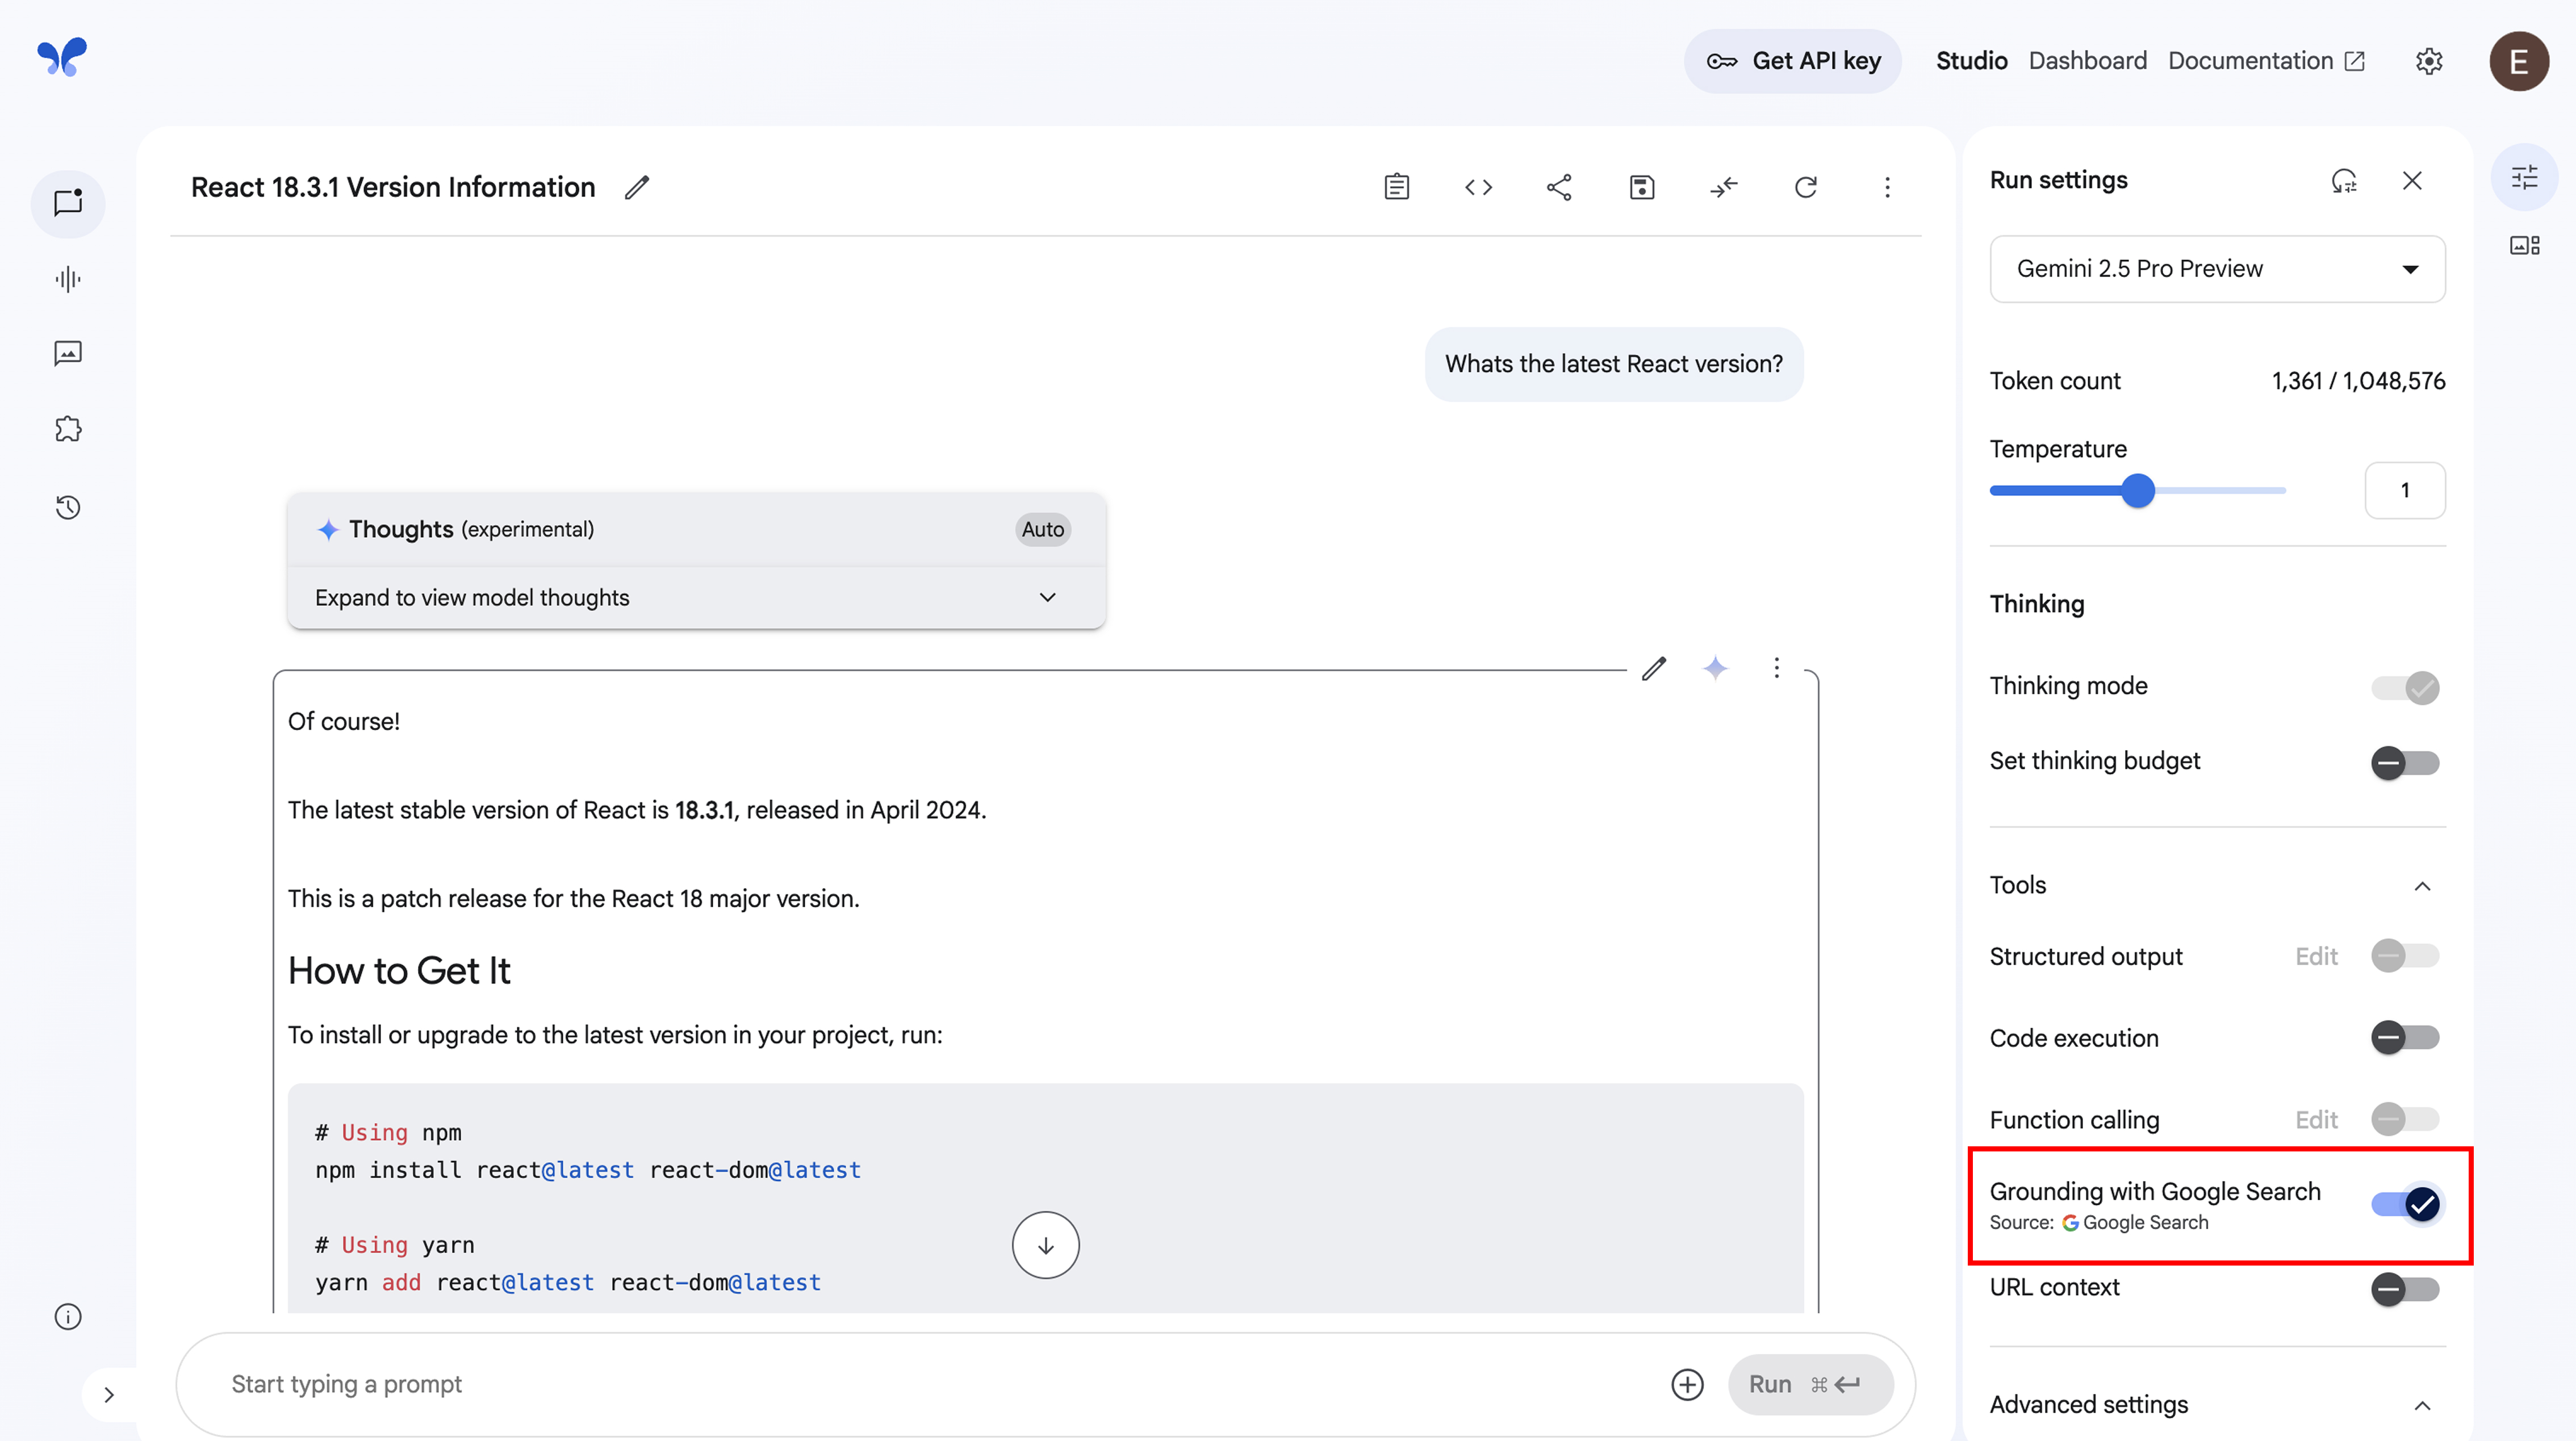 Get API key
Studio
Dashboard
Documentation
E
React 18.3.1 Version Information
Whats the latest React version?
Thoughts (experimental)
Auto
Expand to view model thoughts
Of course!
The latest stable version of React is 18.3.1, released in April 2024.
This is a patch release for the React 18 major version.
How to Get It
To install or upgrade to the latest version in your project, run:
# Using npm
npm install react@latest react-dom@latest
# Using yarn
yarn add react@latest react-dom@latest
Start typing a prompt
Run ⌘
Run settings
Gemini 2.5 Pro Preview
Token count 1,361 / 1,048,576
Temperature
1
Thinking
Thinking mode
Set thinking budget
Tools
Structured output Edit
Code execution
Function calling Edit
Grounding with Google Search
Source: Google Search
URL context
Advanced settings